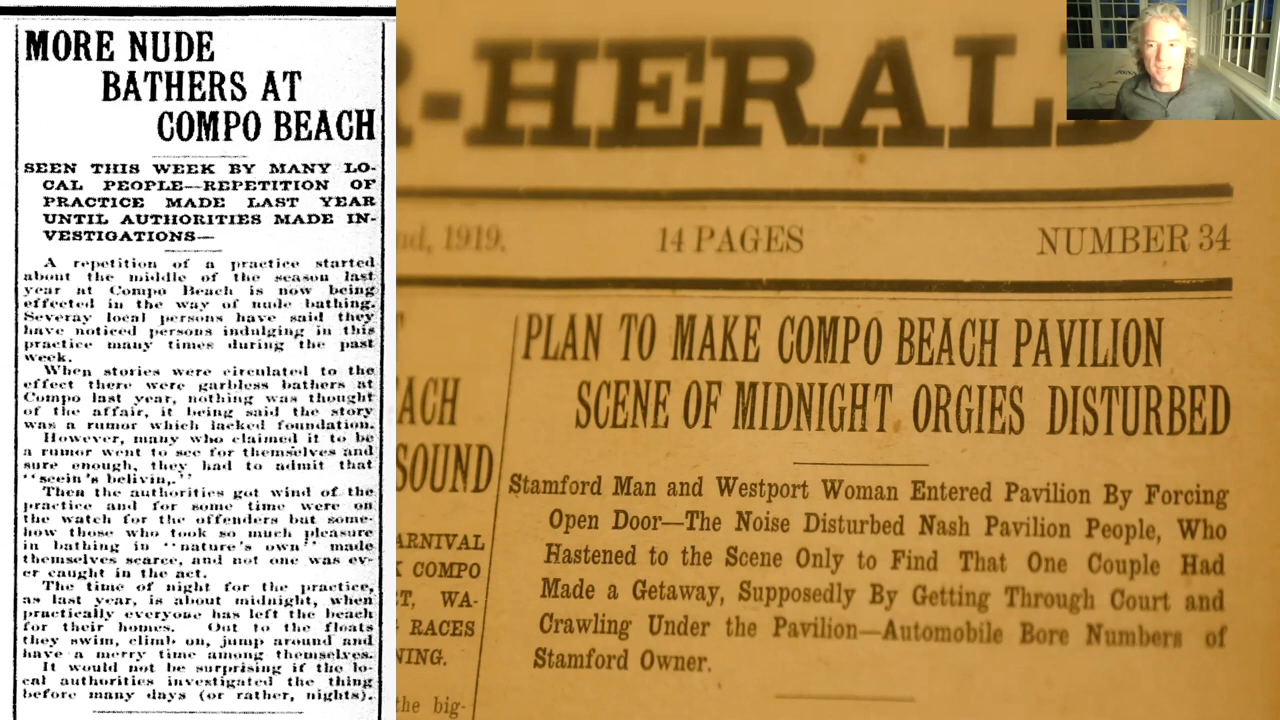 MORE NUDE
BATHERS AT
COMPO BEACH
SEEN THIS WEEK BY MANY LO-
CAL PEOPLE—REPETITION OF
PRACTICE MADE LAST YEAR
UNTIL AUTHORITIES MADE IN-
VESTIGATIONS—
A repetition of a practice started
about the middle of the season last
year at Compo Beach is now being
effected in the way of nude bathing.
Severay local persons have said they
have noticed persons indulging in this
practice many times during the past
week.
When stories were circulated to the
effect there were garbless bathers at
Compo last year, nothing was thought
of the affair, it being said the story
was a rumor which lacked foundation.
However, many who claimed it to be
a rumor went to see for themselves and
sure enough, they had to admit that
"seein's belivin,."
Then the authorities got wind of the
practice and for some time were on
the watch for the offenders but some-
how those who took so much pleasure
in bathing in "nature's own" made
themselves scarce, and not one was ev-
er caught in the act.
The time of night for the practice,
as last year, is about midnight, when
practically everyone has left the beach
for their homes. Out to the floats
they swim, climb on, jump around and
have a merry time among themselves.
It would not be surprising if the lo-
cal authorities investigated the thing
before many days (or rather, nights).
-HERALD
nd, 1919.
14 PAGES
NUMBER 34
PLAN TO MAKE COMPO BEACH PAVILION
SCENE OF MIDNIGHT ORGIES DISTURBED
Stamford Man and Westport Woman Entered Pavilion By Forcing
Open Door—The Noise Disturbed Nash Pavilion People, Who
Hastened to the Scene Only to Find That One Couple Had
Made a Getaway, Supposedly By Getting Through Court and
Crawling Under the Pavilion—Automobile Bore Numbers of
Stamford Owner.
ACH
SOUND
ARNIVAL
COMPO
T, WA-
RACES
NING.
the big-